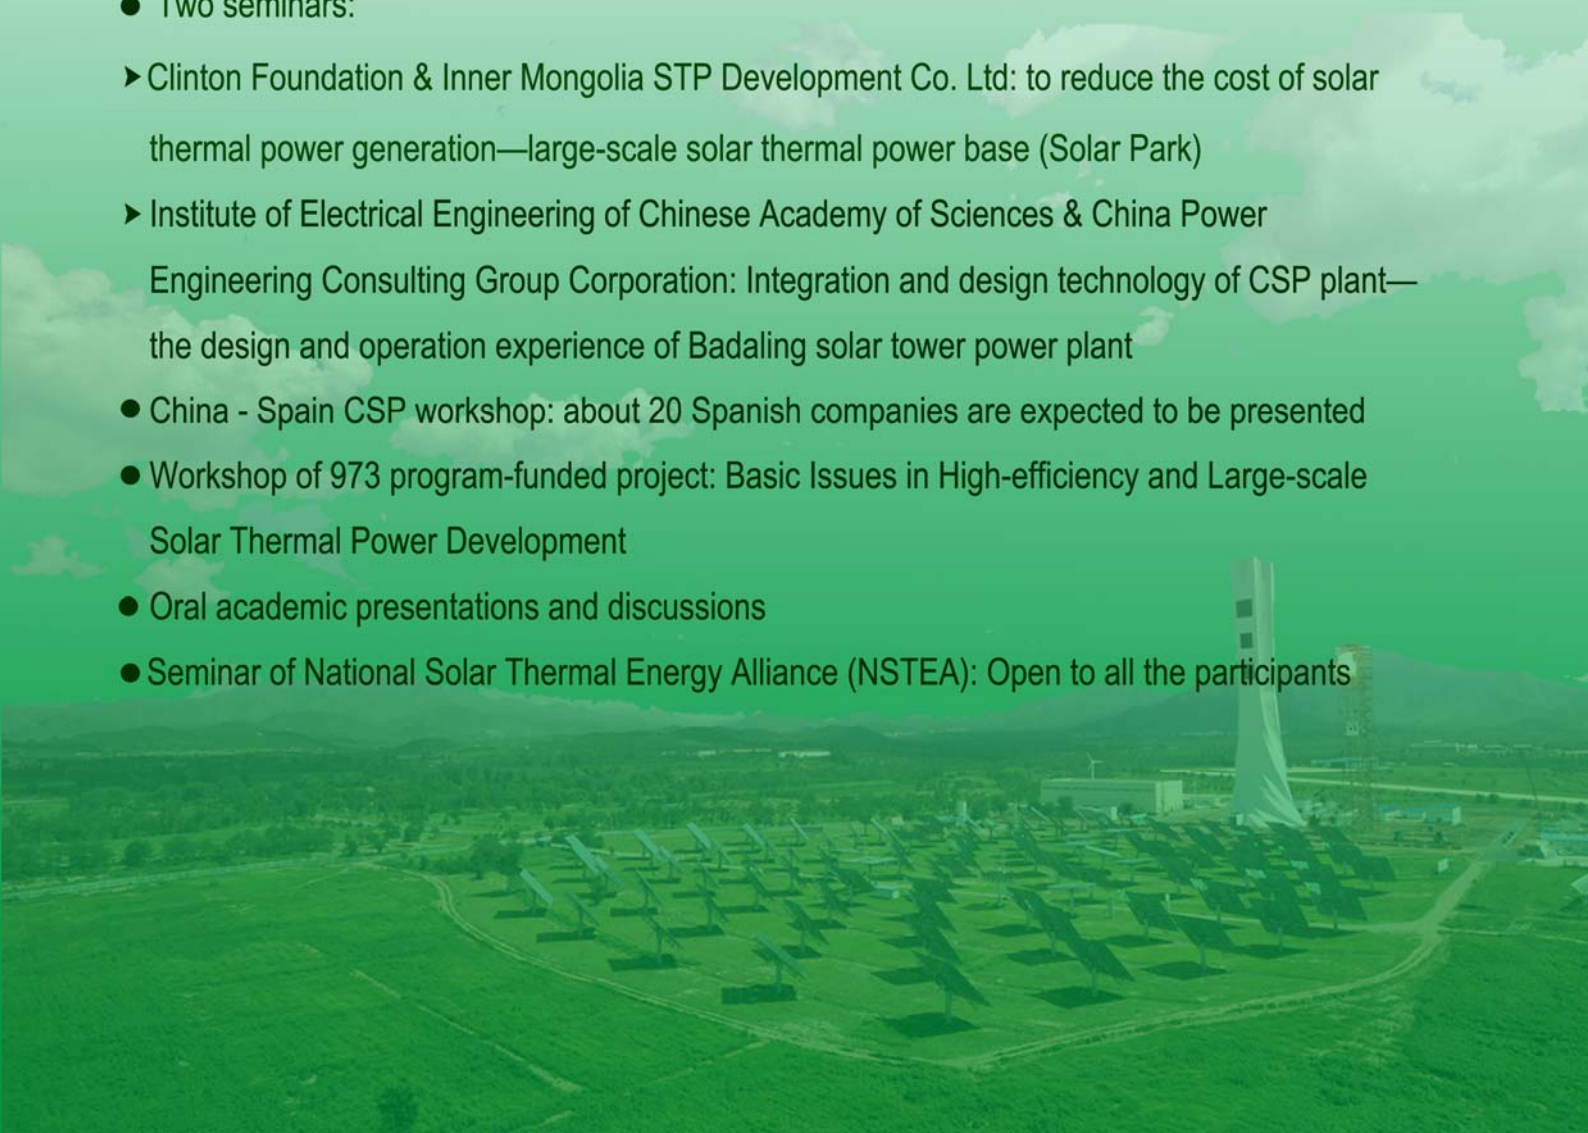 ● Two seminars:
➤Clinton Foundation & Inner Mongolia STP Development Co. Ltd: to reduce the cost of solar
thermal power generation—large-scale solar thermal power base (Solar Park)
➤Institute of Electrical Engineering of Chinese Academy of Sciences & China Power
Engineering Consulting Group Corporation: Integration and design technology of CSP plant—
the design and operation experience of Badaling solar tower power plant
● China - Spain CSP workshop: about 20 Spanish companies are expected to be presented
● Workshop of 973 program-funded project: Basic Issues in High-efficiency and Large-scale
Solar Thermal Power Development
● Oral academic presentations and discussions
● Seminar of National Solar Thermal Energy Alliance (NSTEA): Open to all the participants